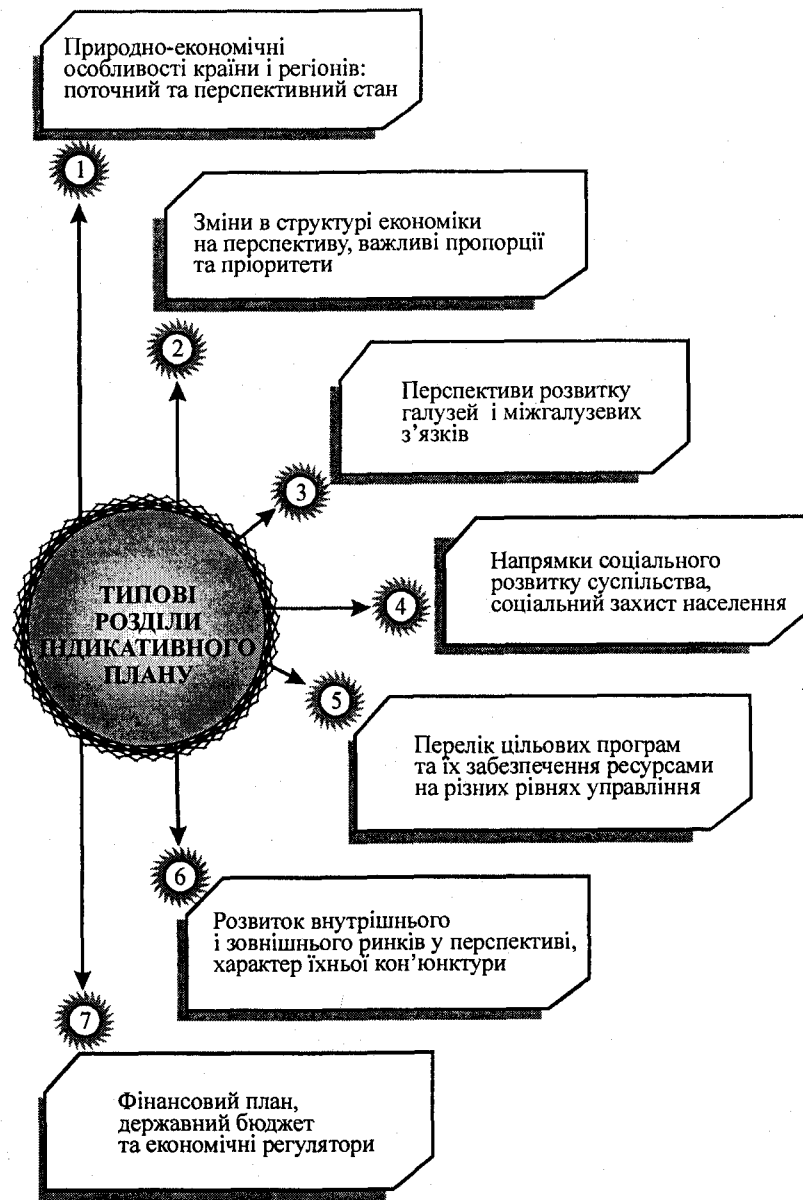 Природно-економічні
особливості країни і регіонів:
поточний та перспективний стан
1
Зміни в структурі економіки
на перспективу, важливі пропорції
та пріоритети
2
Перспективи розвитку
галузей і міжгалузевих
з’язків
3
Напрямки соціального
розвитку суспільства,
соціальний захист населення
4
ТИПОВІ
РОЗДІЛИ
ІНДИКАТИВНОГО
ПЛАНУ
5
Перелік цільових програм
та їх забезпечення ресурсами
на різних рівнях управління
6
Розвиток внутрішнього
і зовнішнього ринків у перспективі,
характер їхньої кон’юнктури
7
Фінансовий план,
державний бюджет
та економічні регулятори